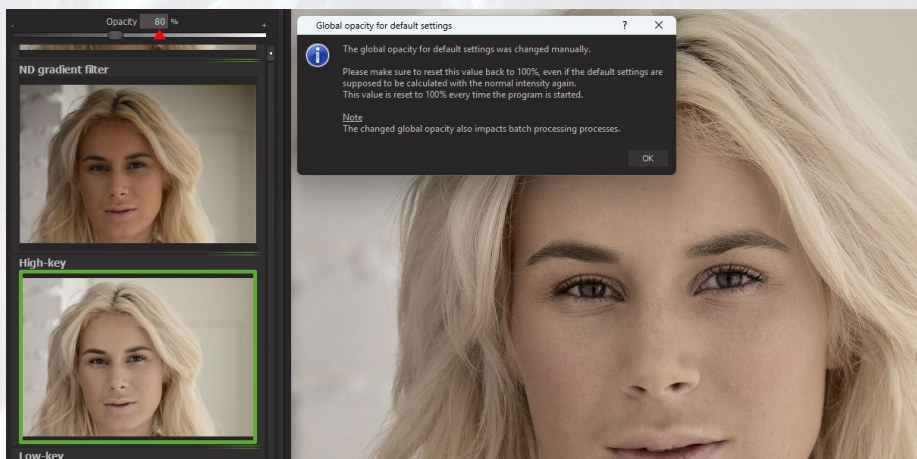 Opacity 80 %
Global opacity for default settings ? X
The global opacity for default settings was changed manually.
Please make sure to reset this value back to 100%, even if the default settings are
supposed to be calculated with the normal intensity again.
This value is reset to 100% every time the program is started.
Note
The changed global opacity also impacts batch processing processes.
OK
ND gradient filter
High-key
Low-key